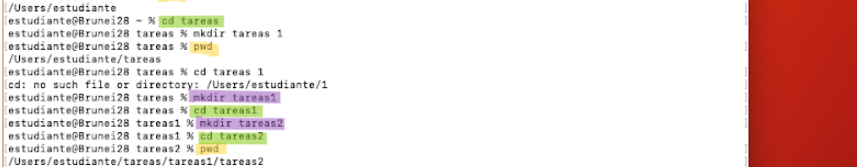 /Users/estudiante
estudiante@Brunei28 ~ % cd tareas
estudiante@Brunei28 tareas % mkdir tareas 1
estudiante@Brunei28 tareas % pwd
/Users/estudiante/tareas
estudiante@Brunei28 tareas % cd tareas 1
cd: no such file or directory: /Users/estudiante/1
estudiante@Brunei28 tareas % mkdir tareas1
estudiante@Brunei28 tareas % cd tareas1
estudiante@Brunei28 tareas1 % mkdir tareas2
estudiante@Brunei28 tareas1 % cd tareas2
estudiante@Brunei28 tareas2 % pwd
/Users/estudiante/tareas/tareas1/tareas2